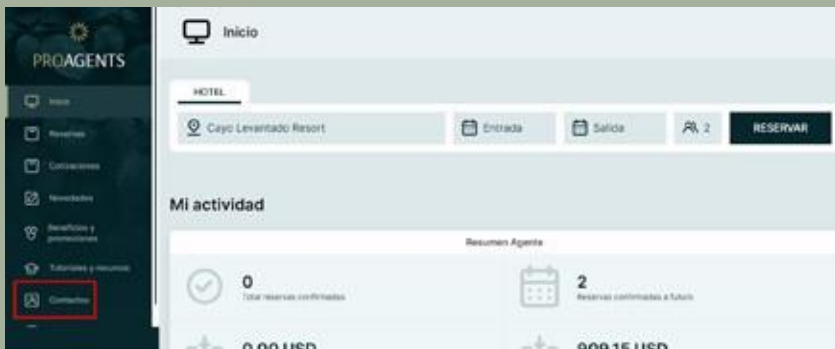 PROAGENTS
Inicio
Reservas
Cotizaciones
Novedades
Beneficios y
promociones
Tutoriales y recursos
Contactos
Inicio
HOTEL
Cayo Levantado Resort
Entrada
Salida
2
RESERVAR
Mi actividad
Resumen Agente
0
Total reservas confirmadas
2
Reservas confirmadas a futuro
0.00 USD
909.15 USD